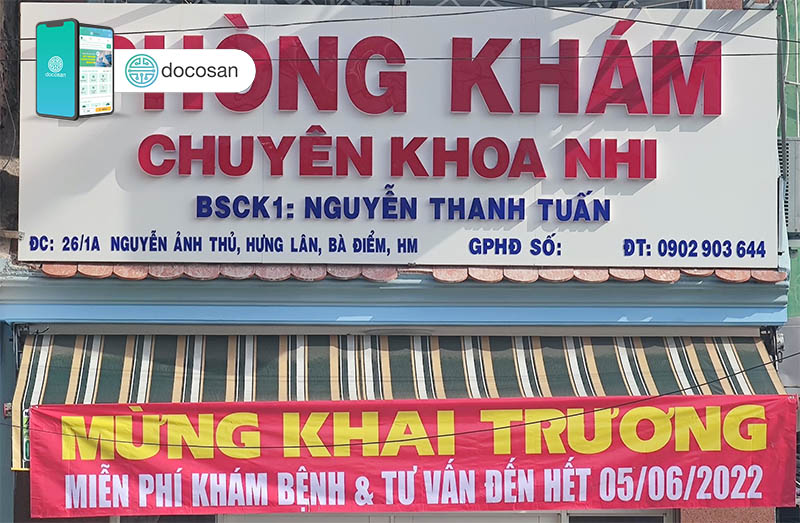 docosan
docosan
PHÒNG KHÁM
CHUYÊN KHOA NHI
BSCK1: NGUYỄN THANH TUẤN
ĐC: 26/1A NGUYỄN ẢNH THỦ, HƯNG LÂN, BÀ ĐIỂM, HM GPHĐ SỐ: ĐT: 0902 903 644
MỪNG KHAI TRƯƠNG
MIỄN PHÍ KHÁM BỆNH & TƯ VẤN ĐẾN HẾT 05/06/2022